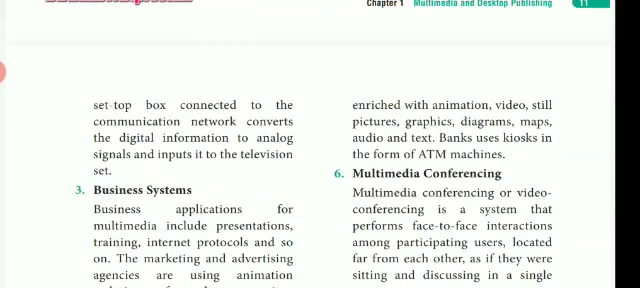 Chapter 1 Multimedia and Desktop Publishing 11
set-top box connected to the
communication network converts
the digital information to analog
signals and inputs it to the television
set.
3. Business Systems
Business applications for
multimedia include presentations,
training, internet protocols and so
on. The marketing and advertising
agencies are using animation
enriched with animation, video, still
pictures, graphics, diagrams, maps,
audio and text. Banks uses kiosks in
the form of ATM machines.
6. Multimedia Conferencing
Multimedia conferencing or video-
conferencing is a system that
performs face-to-face interactions
among participating users, located
far from each other, as if they were
sitting and discussing in a single